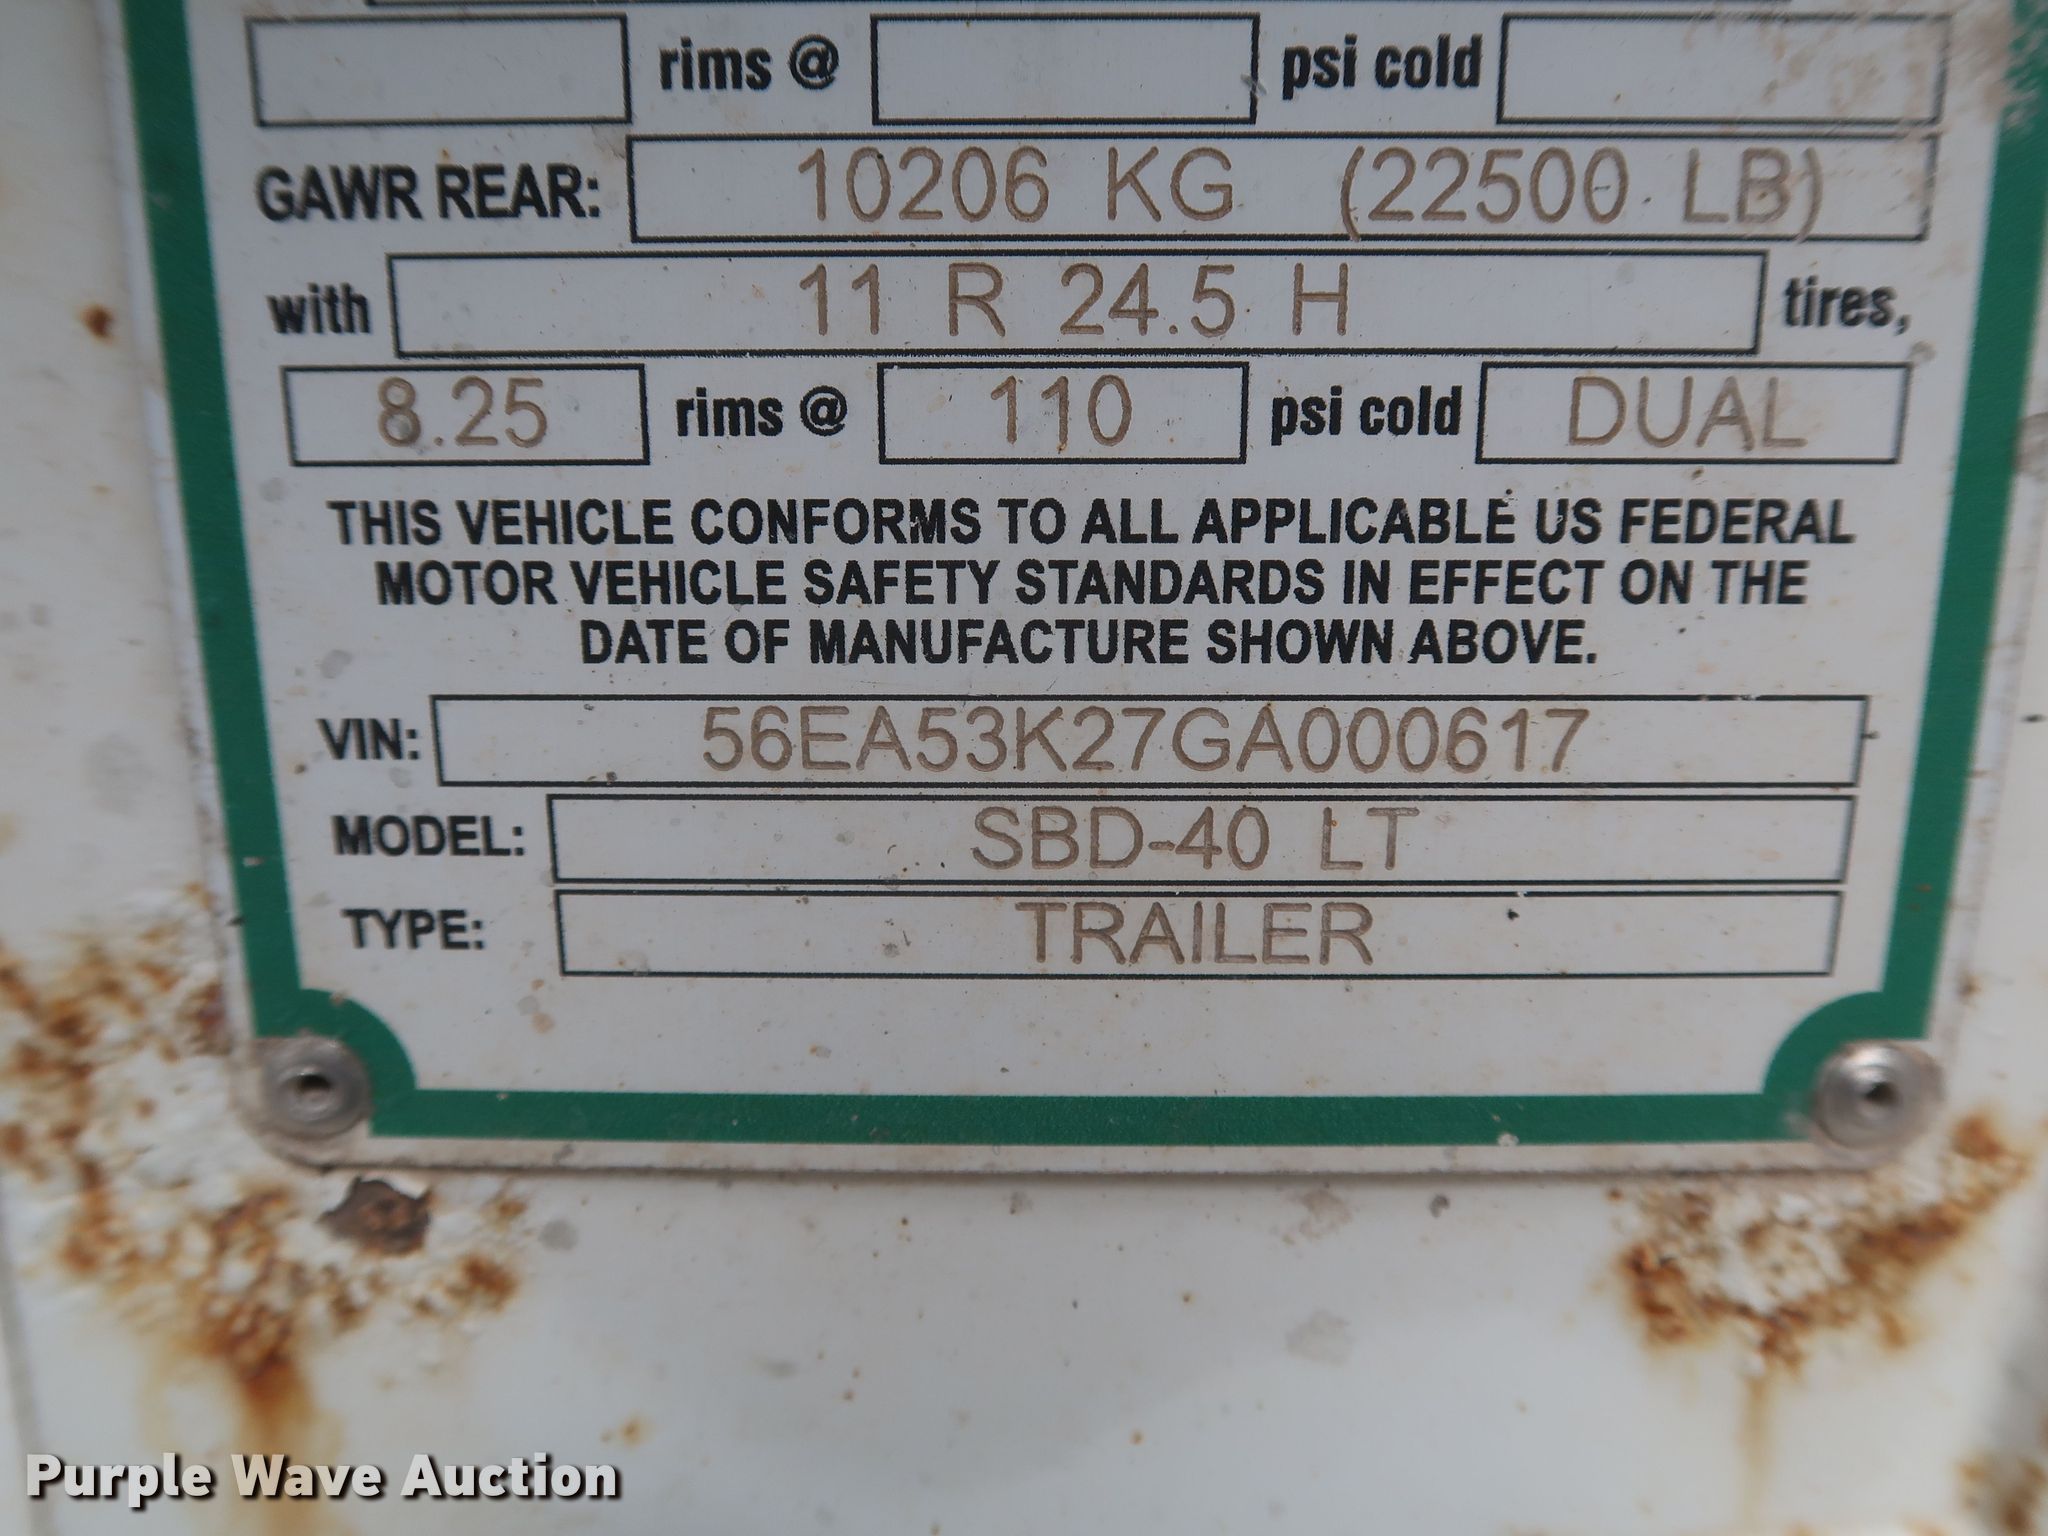 rims @ psi cold
GAWR REAR: 10206 KG (22500 LB)
with 11 R 24.5 H tires,
8.25 rims @ 110 psi cold DUAL
THIS VEHICLE CONFORMS TO ALL APPLICABLE US FEDERAL
MOTOR VEHICLE SAFETY STANDARDS IN EFFECT ON THE
DATE OF MANUFACTURE SHOWN ABOVE.
VIN: 56EA53K27GA000617
MODEL: SBD-40 LT
TYPE: TRAILER
Purple Wave Auction